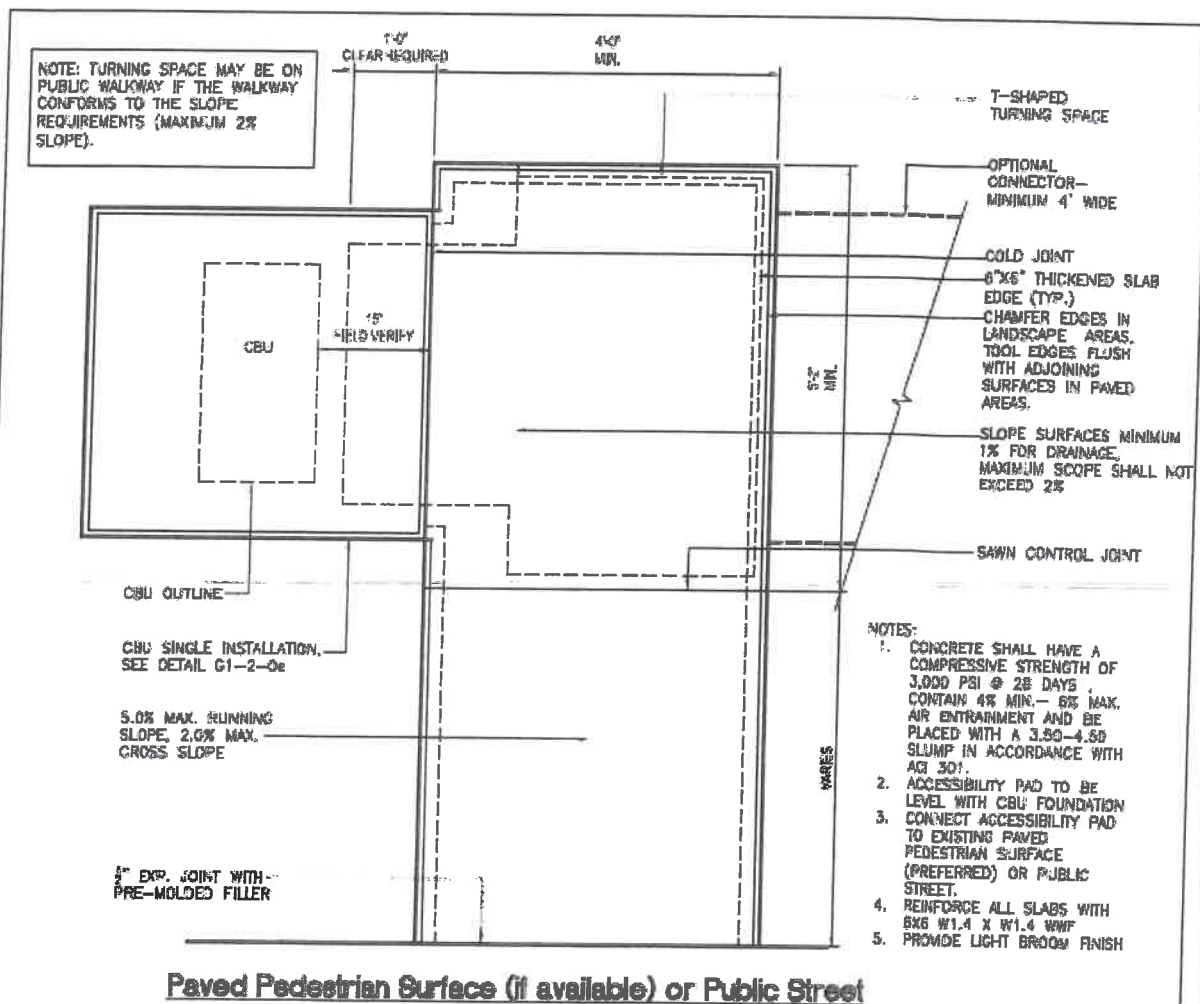 1'-0"
CLEAR REQUIRED
4'-0"
MIN.
NOTE: TURNING SPACE MAY BE ON
PUBLIC WALKWAY IF THE WALKWAY
CONFORMS TO THE SLOPE
REQUIREMENTS (MAXIMUM 2%
SLOPE).
T-SHAPED
TURNING SPACE
OPTIONAL
CONNECTOR-
MINIMUM 4' WIDE
COLD JOINT
6"X6" THICKENED SLAB
EDGE (TYP.)
CHAMFER EDGES IN
LANDSCAPE AREAS.
TOOL EDGES FLUSH
WITH ADJOINING
SURFACES IN PAVED
AREAS.
CBU
15"
FIELD VERIFY
MIN.
SLOPE SURFACES MINIMUM
1% FOR DRAINAGE,
MAXIMUM SCOPE SHALL NOT
EXCEED 2%
SAWN CONTROL JOINT
CBU OUTLINE
CBU SINGLE INSTALLATION,
SEE DETAIL G1-2-0e
5.0% MAX. RUNNING
SLOPE, 2.0% MAX.
CROSS SLOPE
VARIES
EXP. JOINT WITH
PRE-MOLDED FILLER
NOTES:
1. CONCRETE SHALL HAVE A
COMPRESSIVE STRENGTH OF
3,000 PSI @ 28 DAYS ,
CONTAIN 4% MIN.- 6% MAX.
AIR ENTRAINMENT AND BE
PLACED WITH A 3.50-4.50
SLUMP IN ACCORDANCE WITH
ACI 301.
2. ACCESSIBILITY PAD TO BE
LEVEL WITH CBU FOUNDATION
3. CONNECT ACCESSIBILITY PAD
TO EXISTING PAVED
PEDESTRIAN SURFACE
(PREFERRED) OR PUBLIC
STREET.
4. REINFORCE ALL SLABS WITH
6X6 W1.4 X W1.4 WWF
5. PROVIDE LIGHT BROOM FINISH
Paved Pedestrian Surface (if available) or Public Street